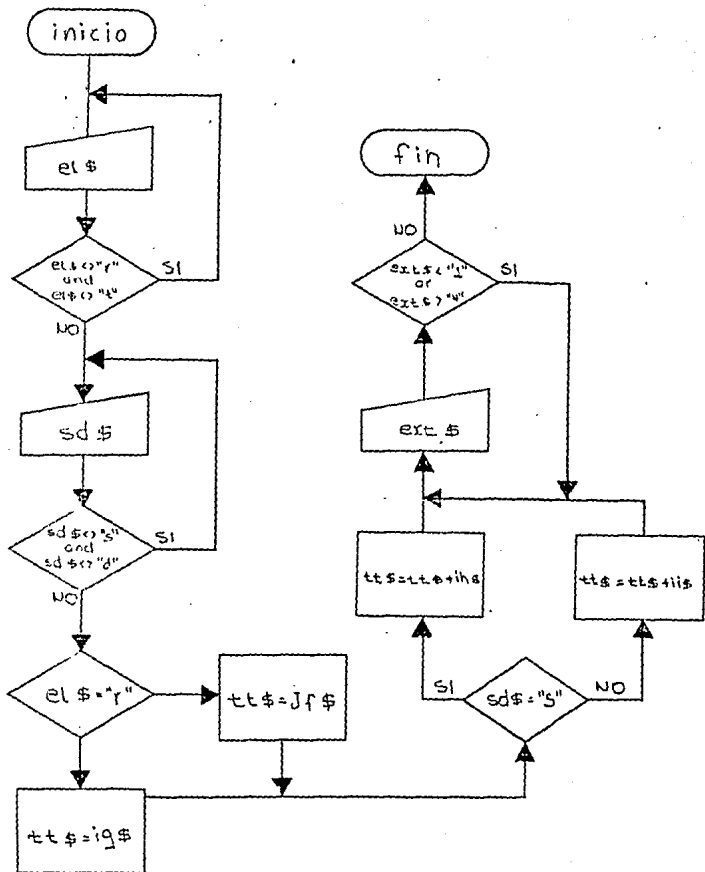 inicio
el $
el$<>"r"
and
el$<>"t"
SI
NO
sd $
sd $<>"s"
and
sd $<>"d"
SI
NO
el $="r"
tt$=Jf $
tt $=ig$
sd$="S"
SI
NO
tt$=tt$+ih$
tt$=tt$+ii$
ext $
ext$<"1"
or
ext$>"4"
SI
NO
fin